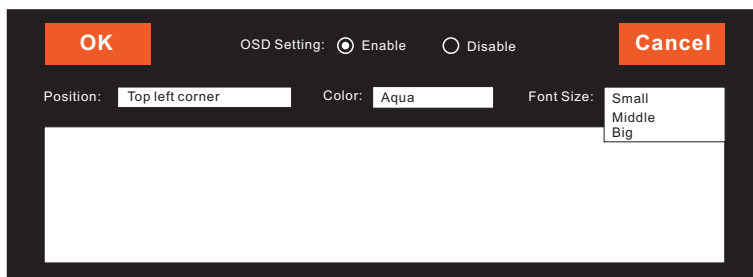 OK OSD Setting: Enable Disable Cancel
Position: Top left corner Color: Aqua Font Size: Small
Middle
Big